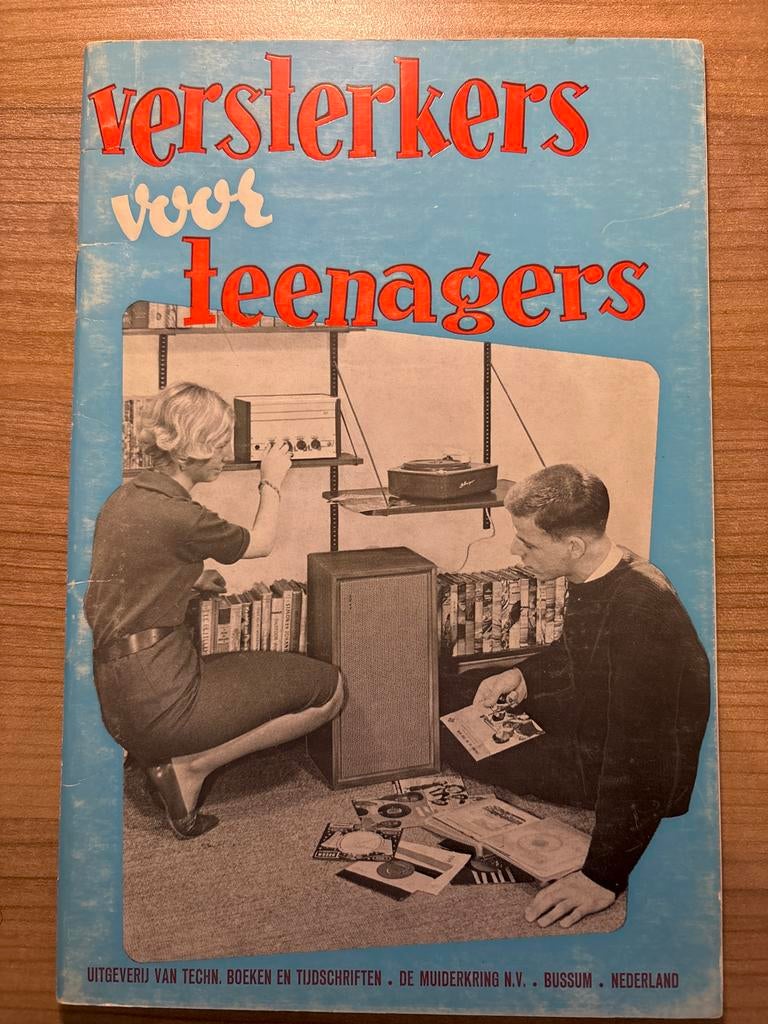 versterkers
voor
teenagers
UITGEVERIJ VAN TECHN. BOEKEN EN TIJDSCHRIFTEN . DE MUIDERKRING N.V. . BUSSUM . NEDERLAND